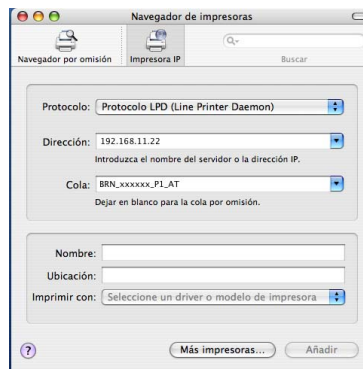 Navegador de impresoras
Navegador por omisión
Impresora IP
Buscar
Protocolo: Protocolo LPD (Line Printer Daemon)
Dirección: 192.168.11.22
Introduzca el nombre del servidor o la dirección IP.
Cola: BRN_xxxxxx_P1_AT
Dejar en blanco para la cola por omisión.
Nombre:
Ubicación:
Imprimir con: Seleccione un driver o modelo de impresora
? Más impresoras... Añadir